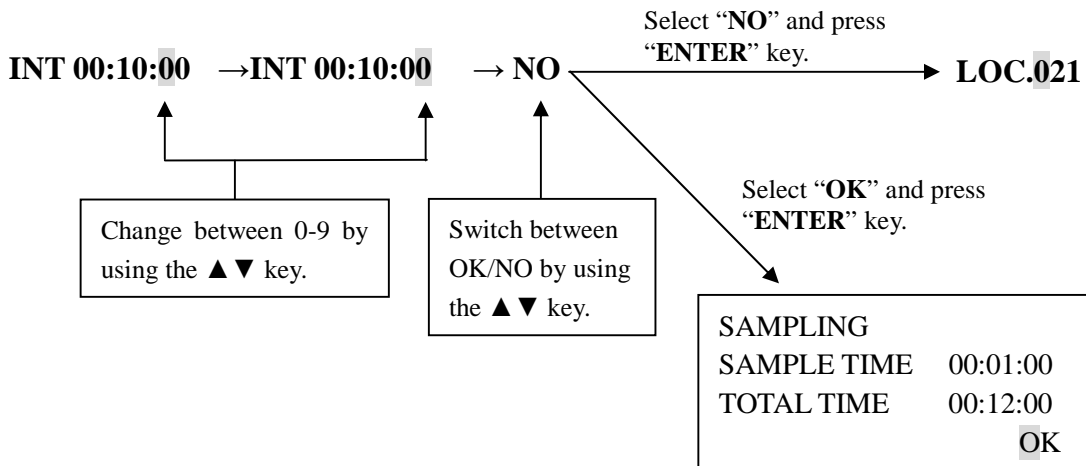 Select “NO” and press
“ENTER” key.
INT 00:10:00 →INT 00:10:00 → NO LOC.021
Select “OK” and press
“ENTER” key.
Change between 0-9 by
using the ▲▼ key.
Switch between
OK/NO by using
the ▲▼ key.
SAMPLING
SAMPLE TIME 00:01:00
TOTAL TIME 00:12:00
OK